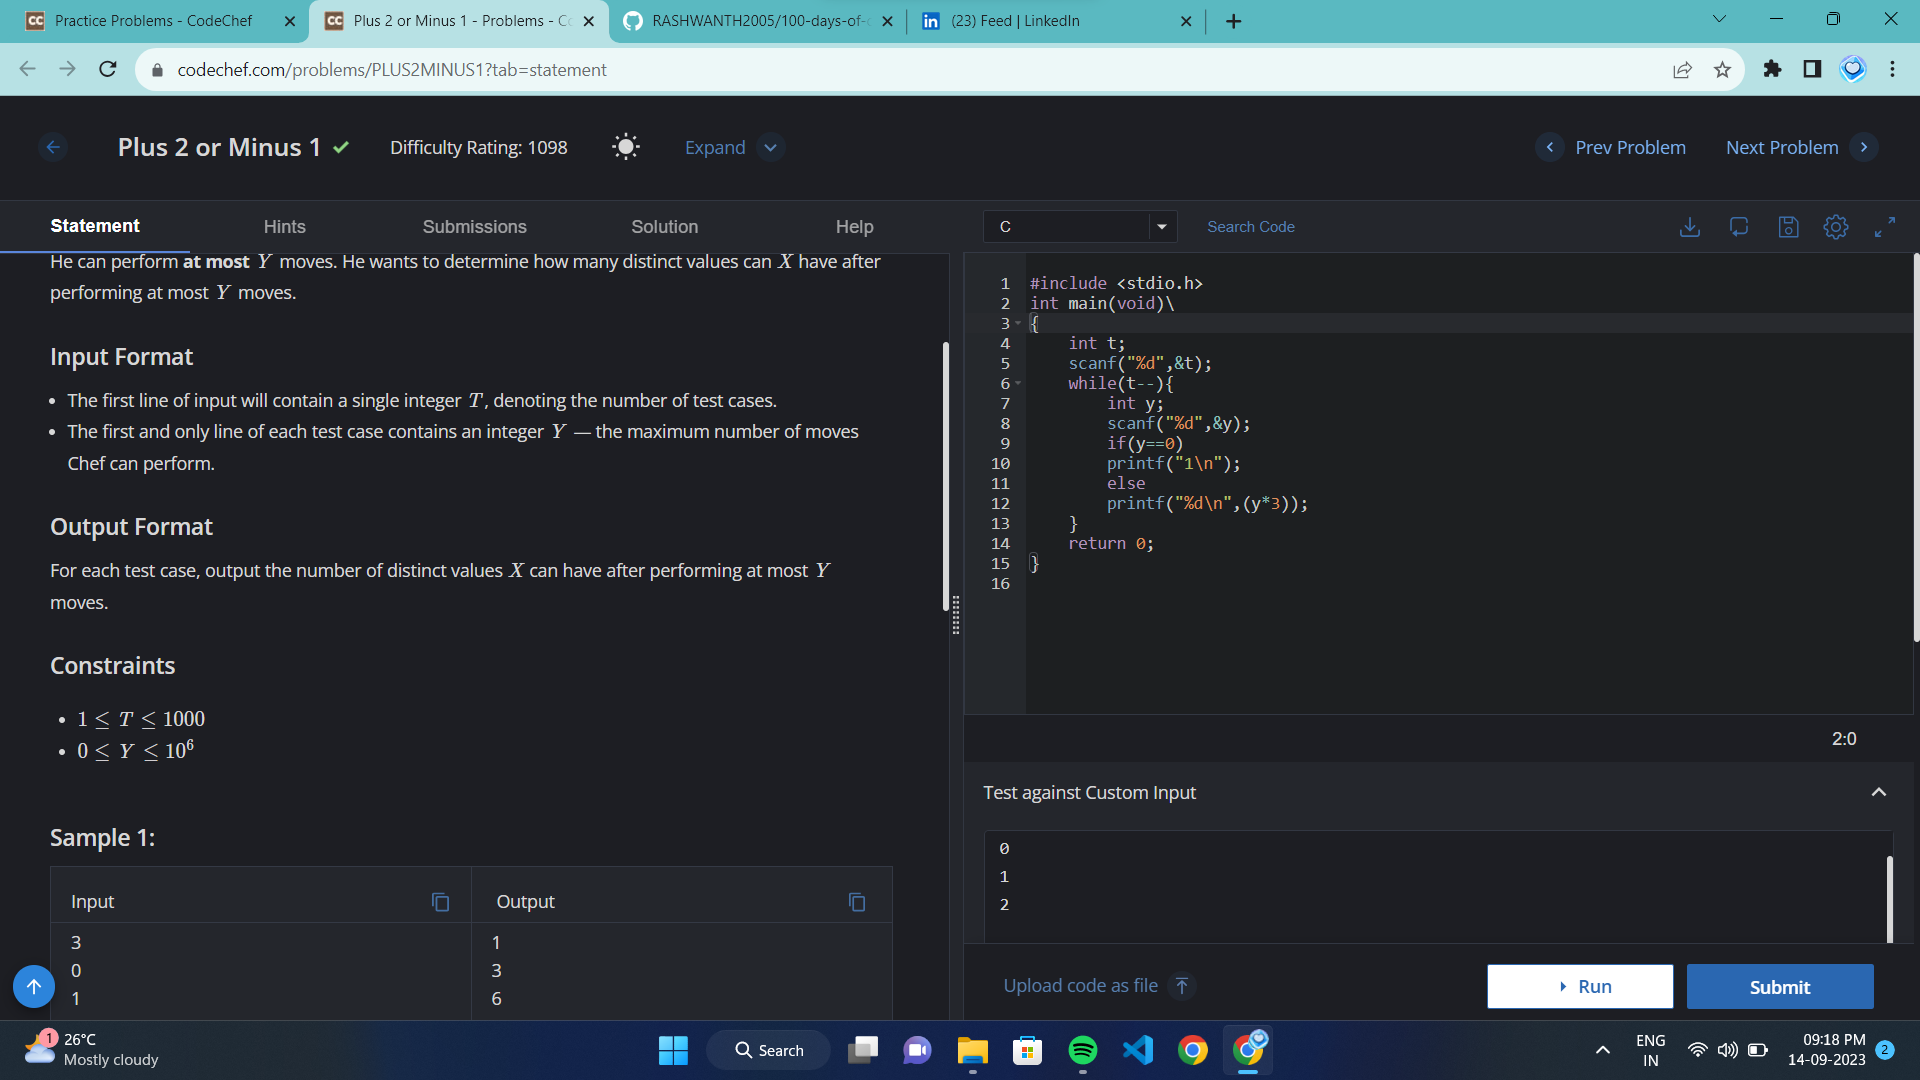 Practice Problems - CodeChef
Plus 2 or Minus 1 - Problems - Co
RASHWANTH2005/100-days-of-c
(23) Feed | LinkedIn
codechef.com/problems/PLUS2MINUS1?tab=statement
Plus 2 or Minus 1
Difficulty Rating: 1098
Expand
Prev Problem
Next Problem
Statement
Hints
Submissions
Solution
Help
He can perform at most Y moves. He wants to determine how many distinct values can X have after
performing at most Y moves.
Input Format
• The first line of input will contain a single integer T, denoting the number of test cases.
• The first and only line of each test case contains an integer Y — the maximum number of moves
Chef can perform.
Output Format
For each test case, output the number of distinct values X can have after performing at most Y
moves.
Constraints
• 1 ≤ T ≤ 1000
• 0 ≤ Y ≤ 10^6
Sample 1:
Input
Output
3
0
1
1
3
6
C
Search Code
1 #include <stdio.h>
2 int main(void)\
3 {
4     int t;
5     scanf("%d",&t);
6     while(t--){
7         int y;
8         scanf("%d",&y);
9         if(y==0)
10         printf("1\n");
11         else
12         printf("%d\n",(y*3));
13     }
14     return 0;
15 }
16
2:0
Test against Custom Input
0
1
2
Upload code as file
Run
Submit
1
26°C
Mostly cloudy
Search
ENG
IN
09:18 PM
14-09-2023
2